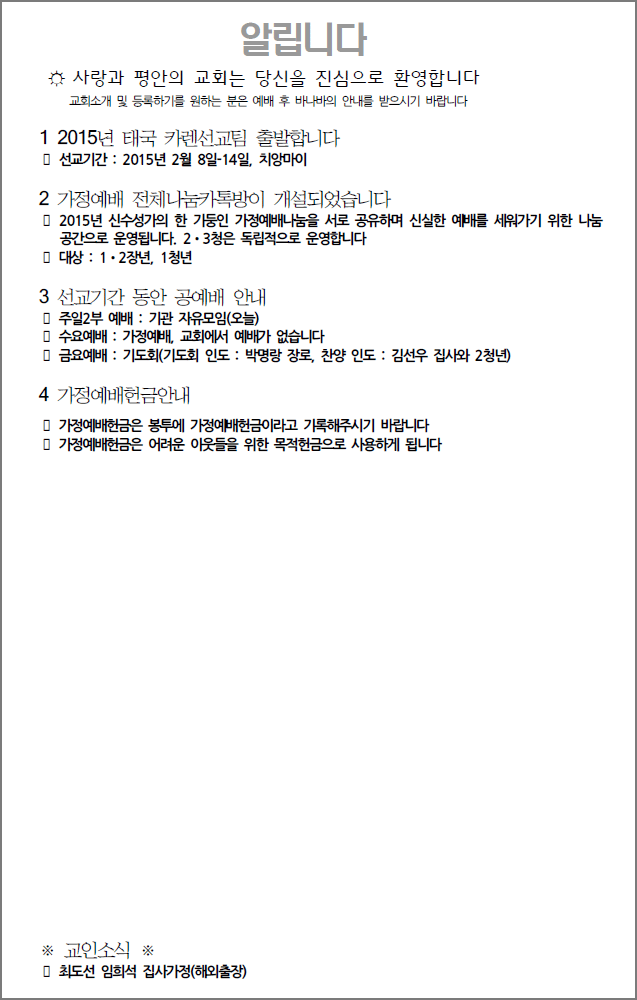 알립니다
☼ 사랑과 평안의 교회는 당신을 진심으로 환영합니다
교회소개 및 등록하기를 원하는 분은 예배 후 바나바의 안내를 받으시기 바랍니다
1 2015년 태국 카렌선교팀 출발합니다
▯ 선교기간 : 2015년 2월 8일-14일, 치앙마이
2 가정예배 전체나눔카톡방이 개설되었습니다
▯ 2015년 신수성가의 한 기둥인 가정예배나눔을 서로 공유하며 신실한 예배를 세워가기 위한 나눔
공간으로 운영됩니다. 2•3청은 독립적으로 운영합니다
▯ 대상 : 1•2장년, 1청년
3 선교기간 동안 공예배 안내
▯ 주일2부 예배 : 기관 자유모임(오늘)
▯ 수요예배 : 가정예배, 교회에서 예배가 없습니다
▯ 금요예배 : 기도회(기도회 인도 : 박명랑 장로, 찬양 인도 : 김선우 집사와 2청년)
4 가정예배헌금안내
▯ 가정예배헌금은 봉투에 가정예배헌금이라고 기록해주시기 바랍니다
▯ 가정예배헌금은 어려운 이웃들을 위한 목적헌금으로 사용하게 됩니다
※ 교인소식 ※
▯ 최도선 임희석 집사가정(해외출장)